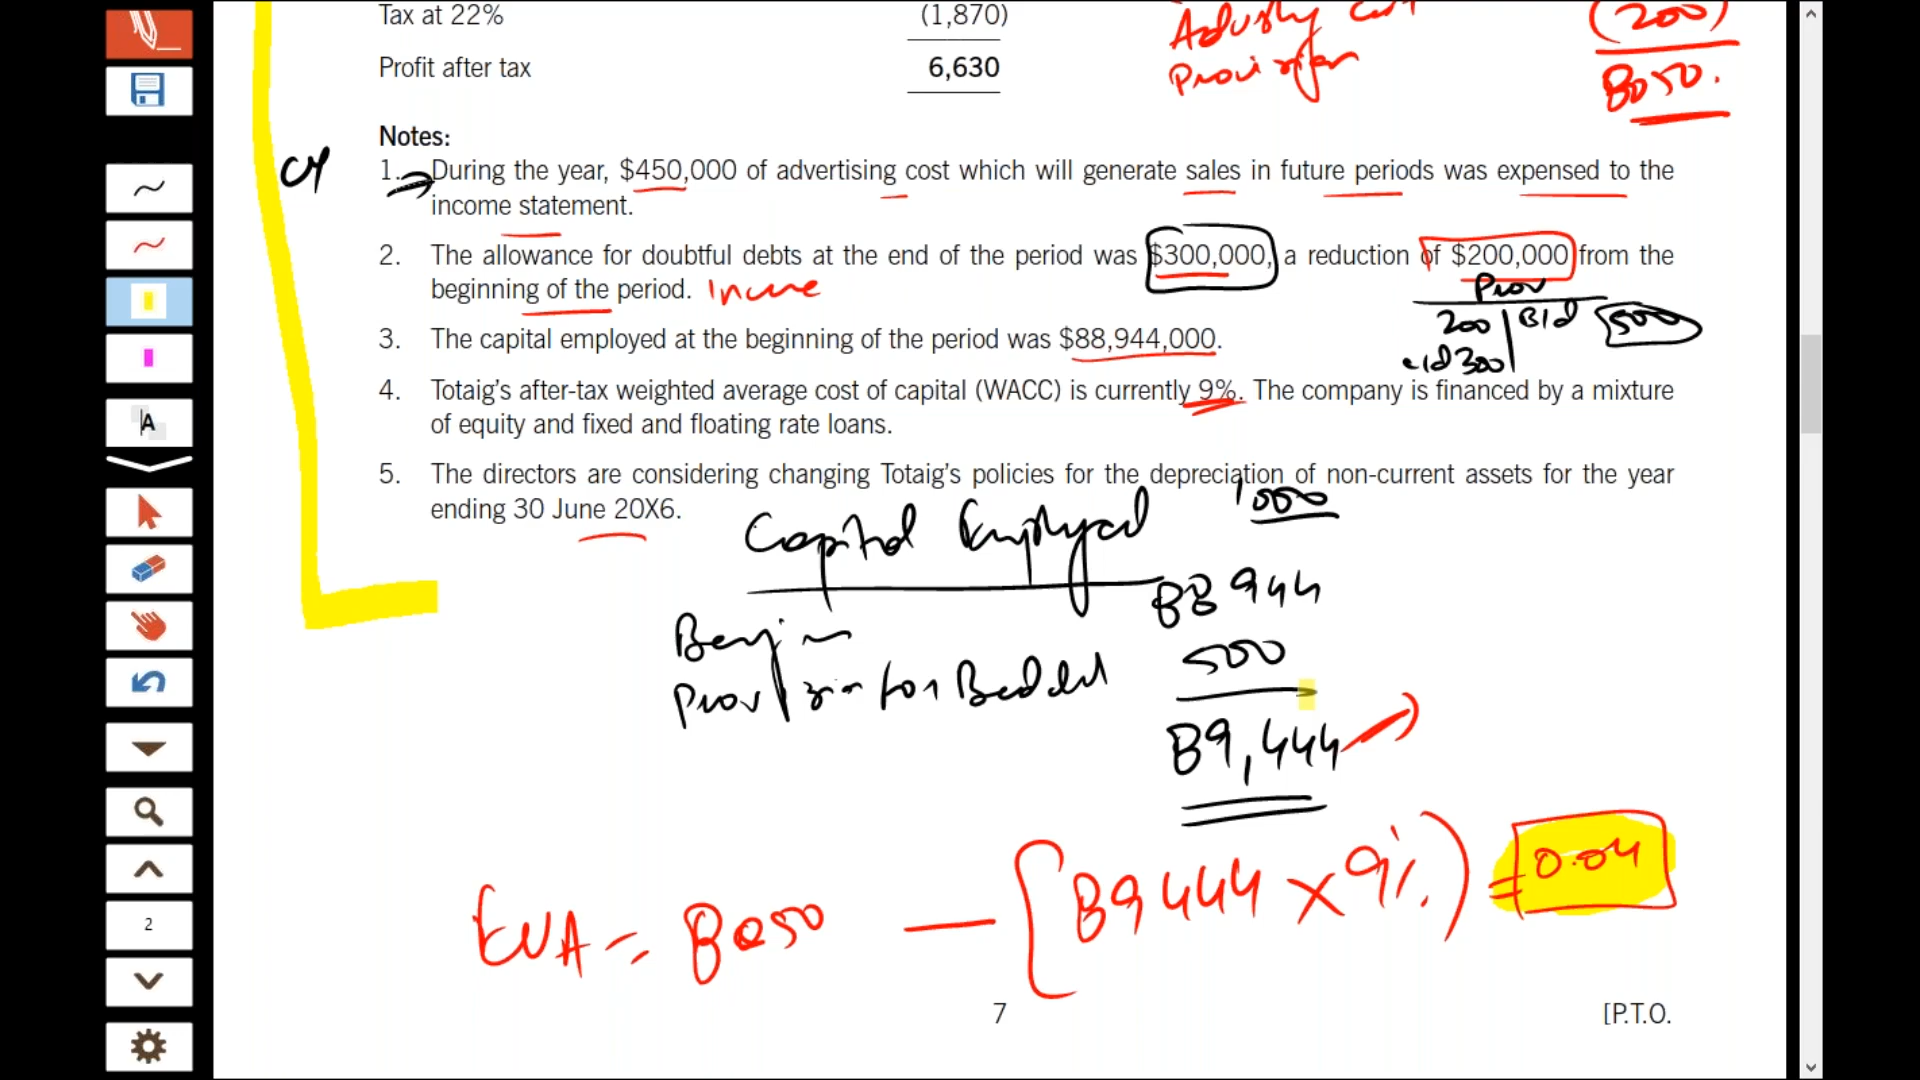 Tax at 22% (1,870)
Adusty Cost (200)
Profit after tax 6,630
Provision 8050.
Notes:
CY
1. During the year, $450,000 of advertising cost which will generate sales in future periods was expensed to the
income statement.
2. The allowance for doubtful debts at the end of the period was $300,000, a reduction of $200,000 from the
beginning of the period. Income
Prov
200 B/d 500
c/d 300
3. The capital employed at the beginning of the period was $88,944,000.
4. Totaig's after-tax weighted average cost of capital (WACC) is currently 9%. The company is financed by a mixture
of equity and fixed and floating rate loans.
5. The directors are considering changing Totaig's policies for the depreciation of non-current assets for the year
ending 30 June 20X6.
Capital Employed 1000
88944
500
Provision for Bad debt
89,444
EVA = 8050 — [89444 x 9%) = 0.04
7
[P.T.O.
A
2